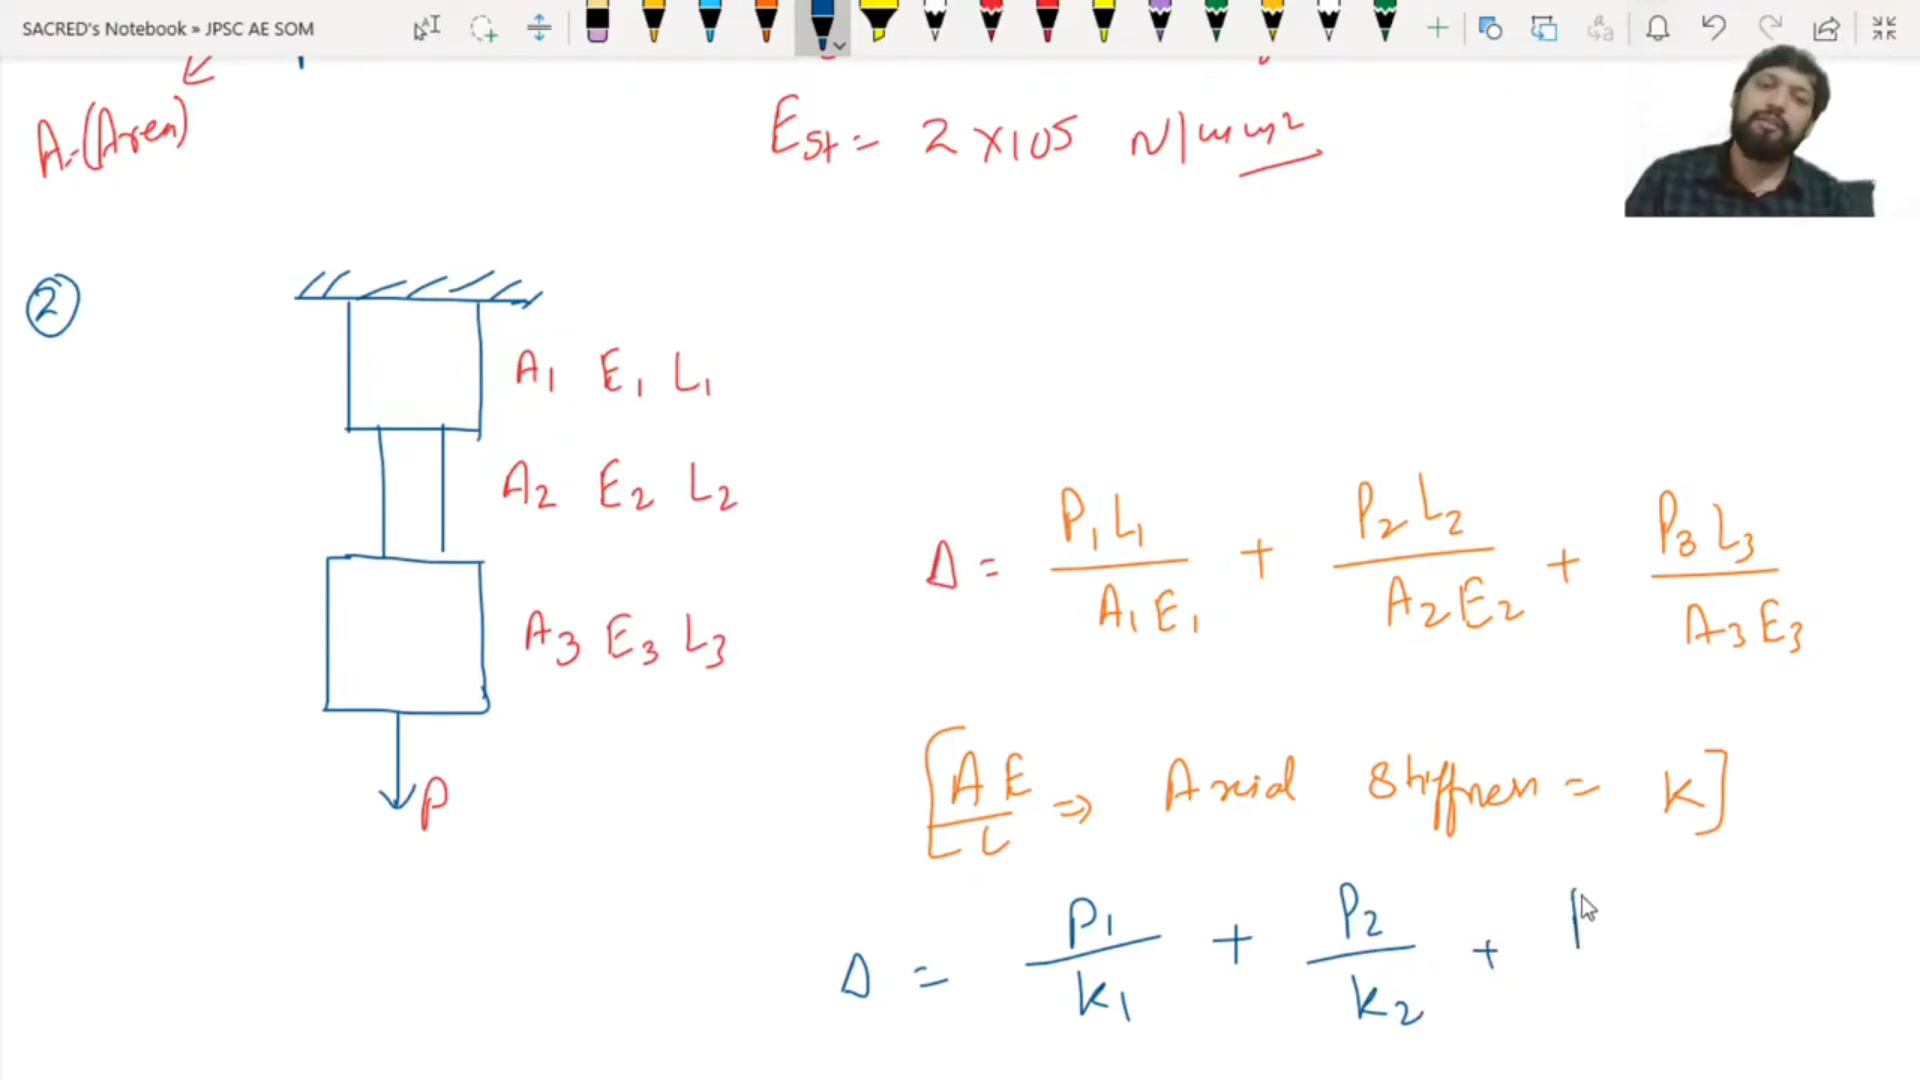 SACRED's Notebook » JPSC AE SOM
A-(Area)
Est = 2 X105 N/mm²
2
A1 E1 L1
A2 E2 L2
A3 E3 L3
P
Δ = P1L1/A1E1 + P2L2/A2E2 + P3L3/A3E3
[AE/L ⇒ Axial Stiffness = K]
Δ = P1/K1 + P2/K2 +